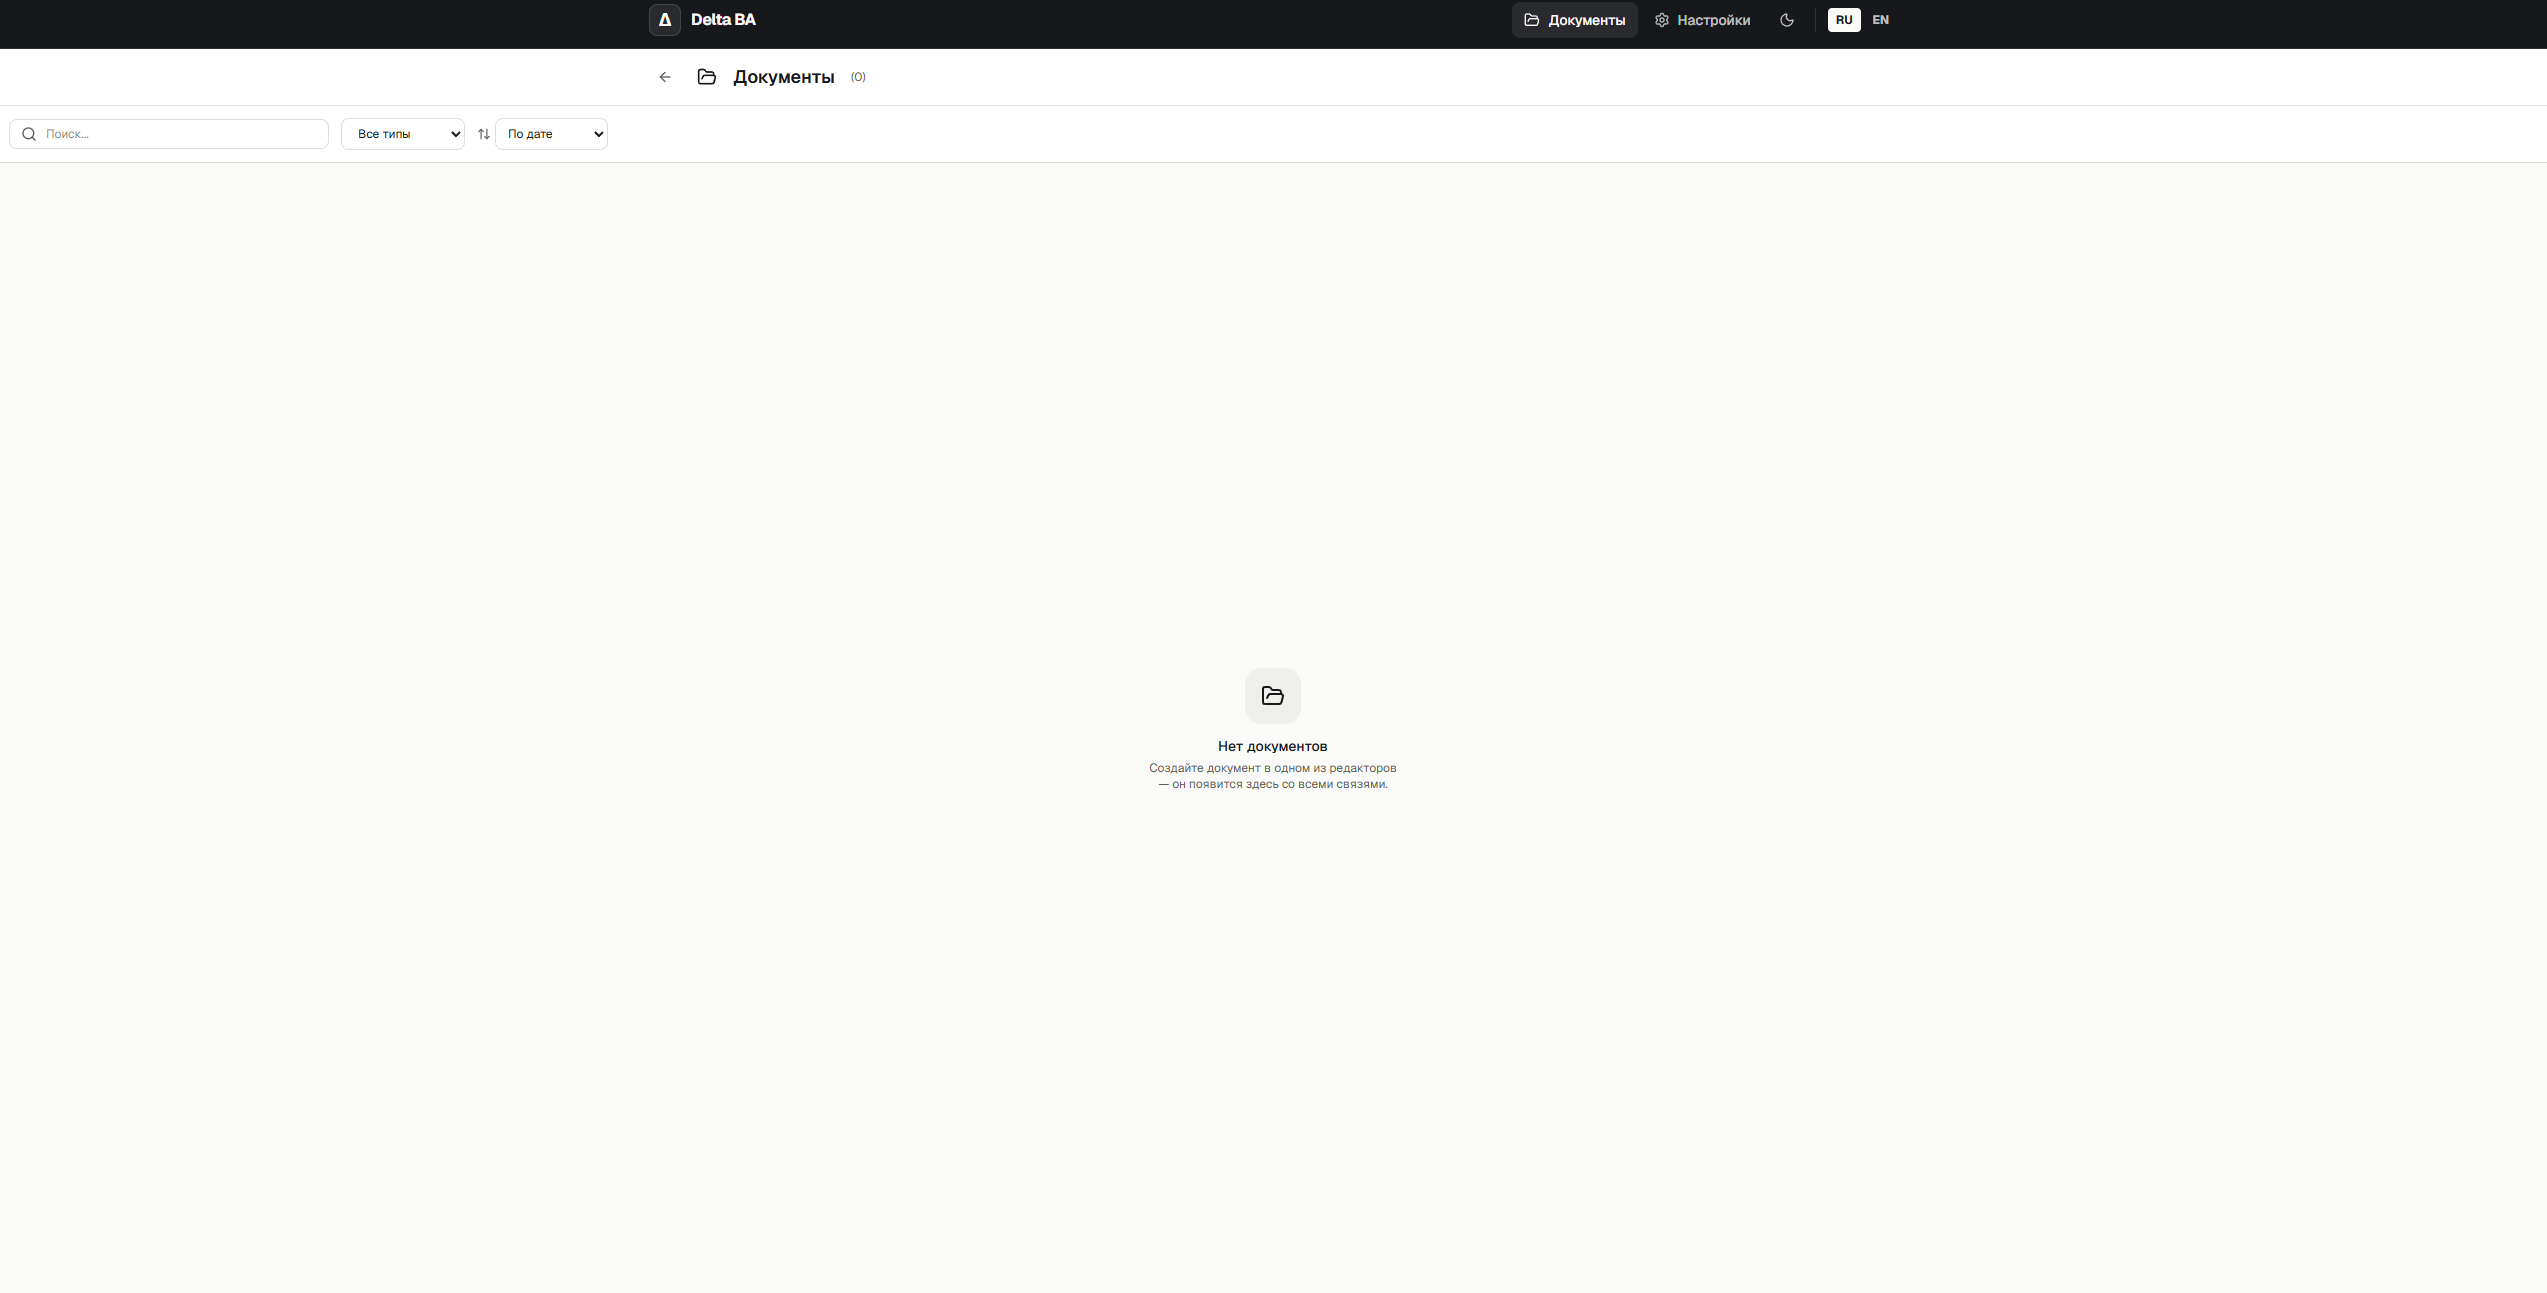 Δ Delta BA
Документы Настройки RU EN
Документы (0)
Поиск... Все типы По дате
Нет документов
Создайте документ в одном из редакторов
— он появится здесь со всеми связями.